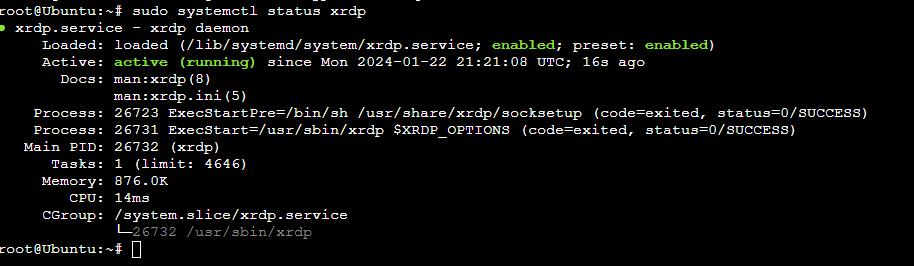 root@Ubuntu:~# sudo systemctl status xrdp
● xrdp.service - xrdp daemon
Loaded: loaded (/lib/systemd/system/xrdp.service; enabled; preset: enabled)
Active: active (running) since Mon 2024-01-22 21:21:08 UTC; 16s ago
Docs: man:xrdp(8)
man:xrdp.ini(5)
Process: 26723 ExecStartPre=/bin/sh /usr/share/xrdp/socksetup (code=exited, status=0/SUCCESS)
Process: 26731 ExecStart=/usr/sbin/xrdp $XRDP_OPTIONS (code=exited, status=0/SUCCESS)
Main PID: 26732 (xrdp)
Tasks: 1 (limit: 4646)
Memory: 876.0K
CPU: 14ms
CGroup: /system.slice/xrdp.service
└─26732 /usr/sbin/xrdp
root@Ubuntu:~#